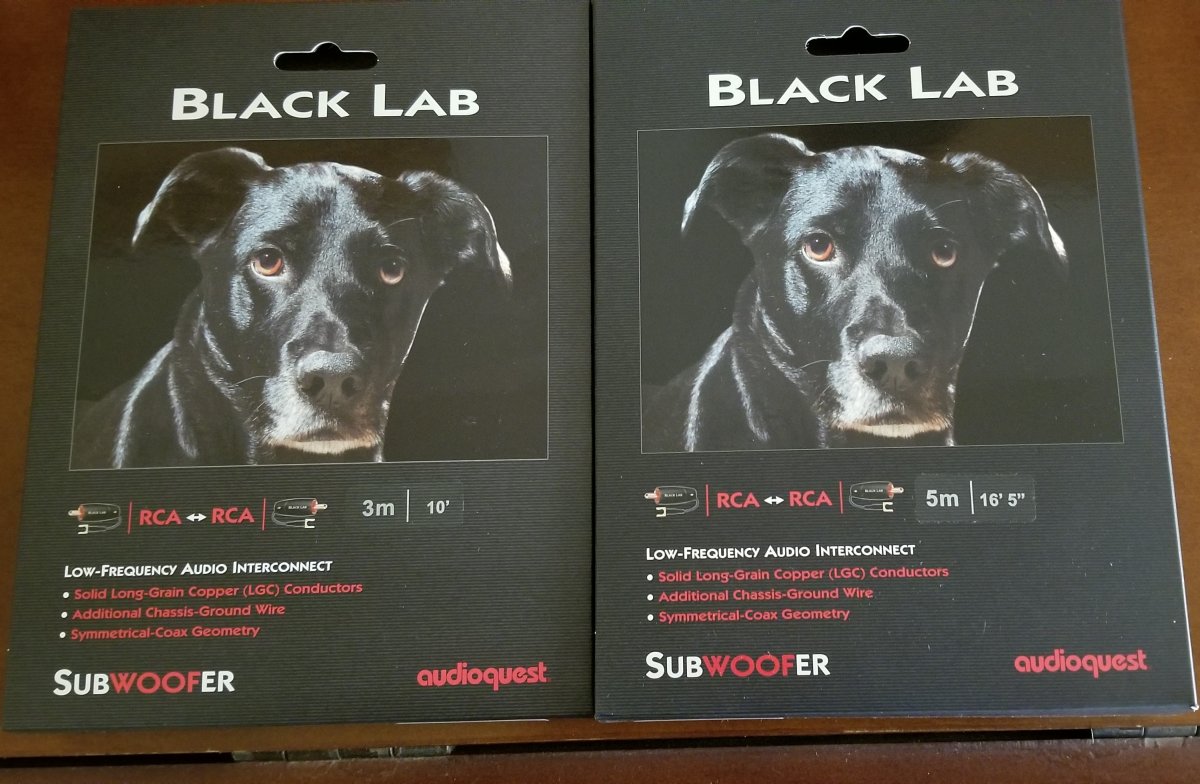 BLACK LAB
RCA ↔ RCA
3m | 10'
LOW-FREQUENCY AUDIO INTERCONNECT
• Solid Long-Grain Copper (LGC) Conductors
• Additional Chassis-Ground Wire
• Symmetrical-Coax Geometry
SUBWOOFER
audioquest
BLACK LAB
RCA ↔ RCA
5m | 16' 5"
LOW-FREQUENCY AUDIO INTERCONNECT
• Solid Long-Grain Copper (LGC) Conductors
• Additional Chassis-Ground Wire
• Symmetrical-Coax Geometry
SUBWOOFER
audioquest